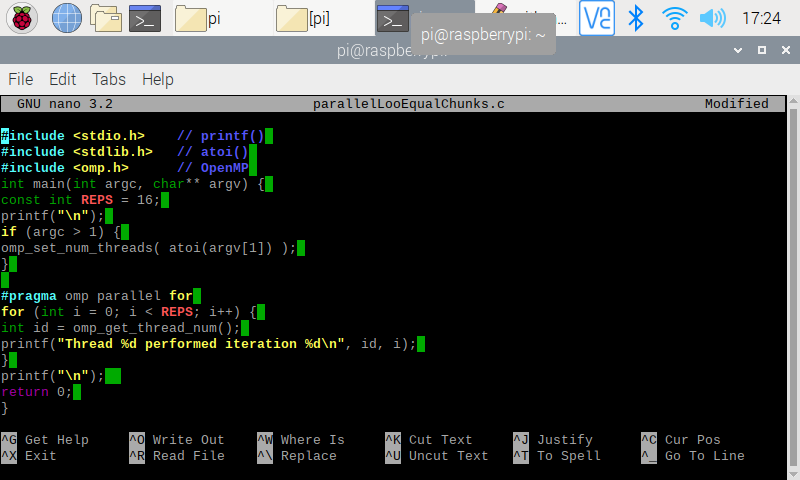 pi
[pi]
pi@raspberrypi: ~
17:24
pi@raspberrypi:
File Edit Tabs Help
GNU nano 3.2 parallelLooEqualChunks.c Modified
#include <stdio.h> // printf()
#include <stdlib.h> // atoi()
#include <omp.h> // OpenMP
int main(int argc, char** argv) {
const int REPS = 16;
printf("\n");
if (argc > 1) {
omp_set_num_threads( atoi(argv[1]) );
}
#pragma omp parallel for
for (int i = 0; i < REPS; i++) {
int id = omp_get_thread_num();
printf("Thread %d performed iteration %d\n", id, i);
}
printf("\n");
return 0;
}
^G Get Help ^O Write Out ^W Where Is ^K Cut Text ^J Justify ^C Cur Pos
^X Exit ^R Read File ^\ Replace ^U Uncut Text ^T To Spell ^_ Go To Line